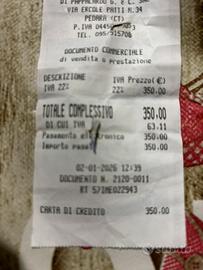 DI PAPPALARDO G. & C. S
VIA ERCOLE PATTI N.34
PEDARA (CT)
P.IVA
TEL. 095/915708
DOCUMENTO COMMERCIALE
di vendita o prestazione
DESCRIZIONE IVA Prezzo(€)
IVA 22% 22% 350.00
TOTALE COMPLESSIVO 350.00
DI CUI IVA 63.11
Pagamento elettronico 350.00
Importo pagato 350.00
02-01-2026 12:39
DOCUMENTO N. 2120-0011
RT
CARTA DI CREDITO 350.00